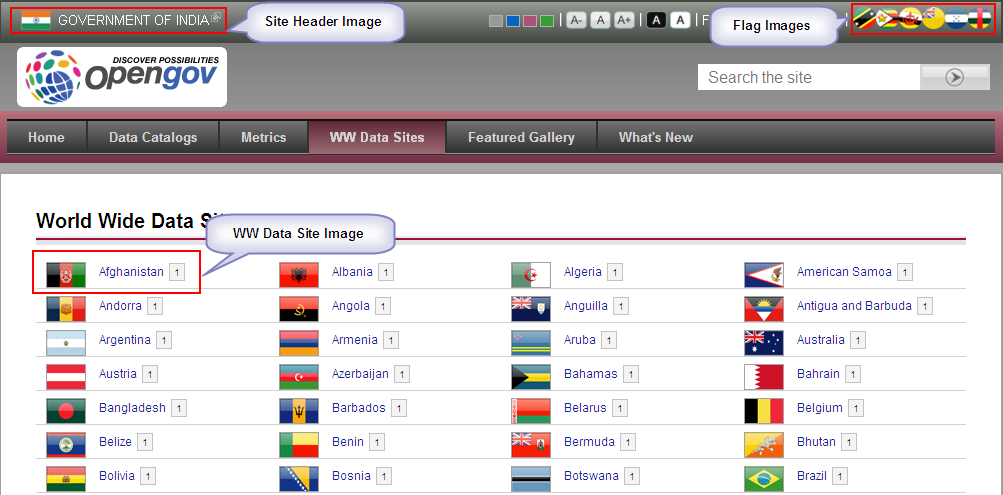 GOVERNMENT OF INDIA
Site Header Image
A- A A+ | A A | F
Flag Images
DISCOVER POSSIBILITIES
Opengov
Search the site
Home Data Catalogs Metrics WW Data Sites Featured Gallery What's New
World Wide Data
WW Data Site Image
Afghanistan 1 Albania 1 Algeria 1 American Samoa 1
Andorra 1 Angola 1 Anguilla 1 Antigua and Barbuda 1
Argentina 1 Armenia 1 Aruba 1 Australia 1
Austria 1 Azerbaijan 1 Bahamas 1 Bahrain 1
Bangladesh 1 Barbados 1 Belarus 1 Belgium 1
Belize 1 Benin 1 Bermuda 1 Bhutan 1
Bolivia 1 Bosnia 1 Botswana 1 Brazil 1